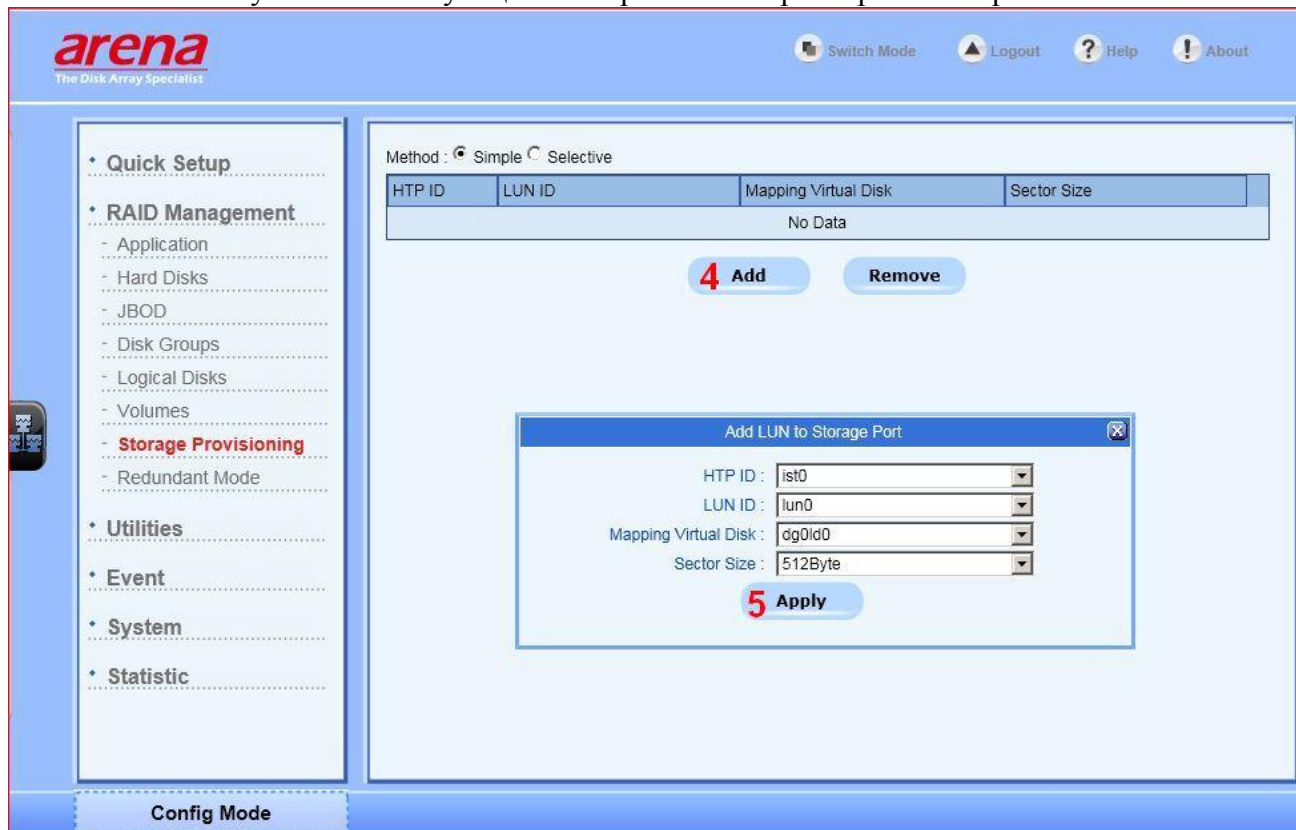 arena
The Disk Array Specialist
Switch Mode
Logout
? Help
! About
Quick Setup
RAID Management
- Application
- Hard Disks
- JBOD
- Disk Groups
- Logical Disks
- Volumes
- Storage Provisioning
- Redundant Mode
Utilities
Event
System
Statistic
Config Mode
Method : Simple Selective
HTP ID LUN ID Mapping Virtual Disk Sector Size
No Data
4 Add Remove
Add LUN to Storage Port
HTP ID : ist0
LUN ID : lun0
Mapping Virtual Disk : dg0ld0
Sector Size : 512Byte
5 Apply